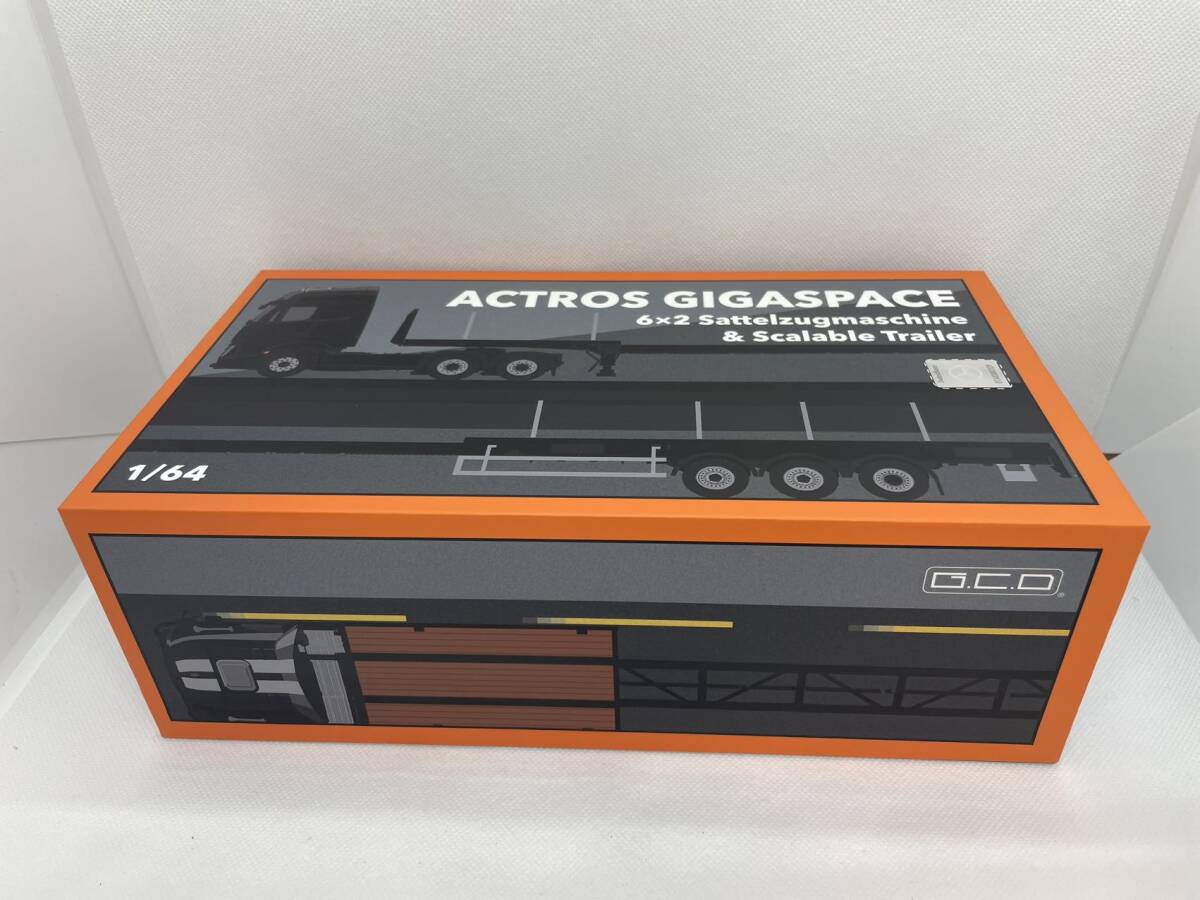 ACTROS GIGASPACE
6×2 Sattelzugmaschine
& Scalable Trailer
1/64
G.C.D®